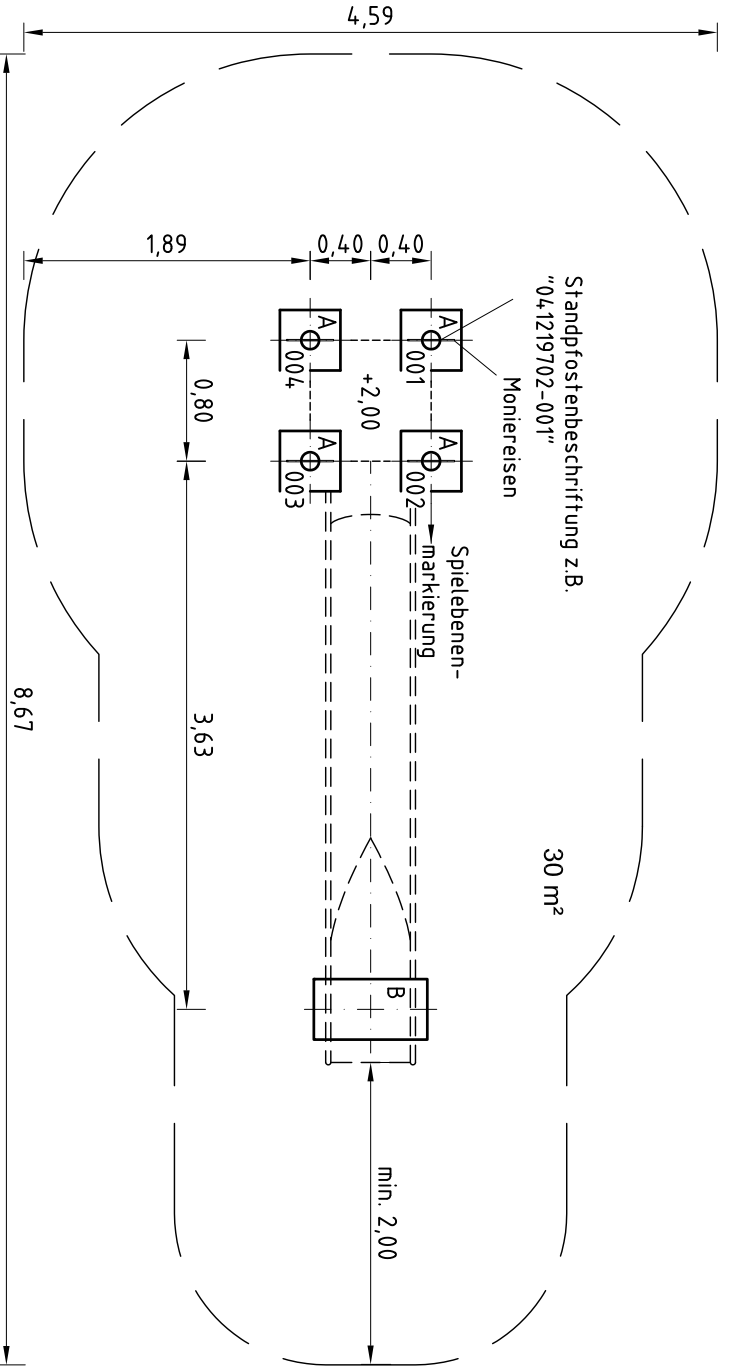 4,59
1,89
0,40
0,40
Standpfostenbeschriftung z.B.
"041219702-001"
Moniereisen
A
001
A
004
+2,00
0,80
A
002
A
003
Spielebenen-
markierung
3,63
8,67
30 m²
B
min. 2,00